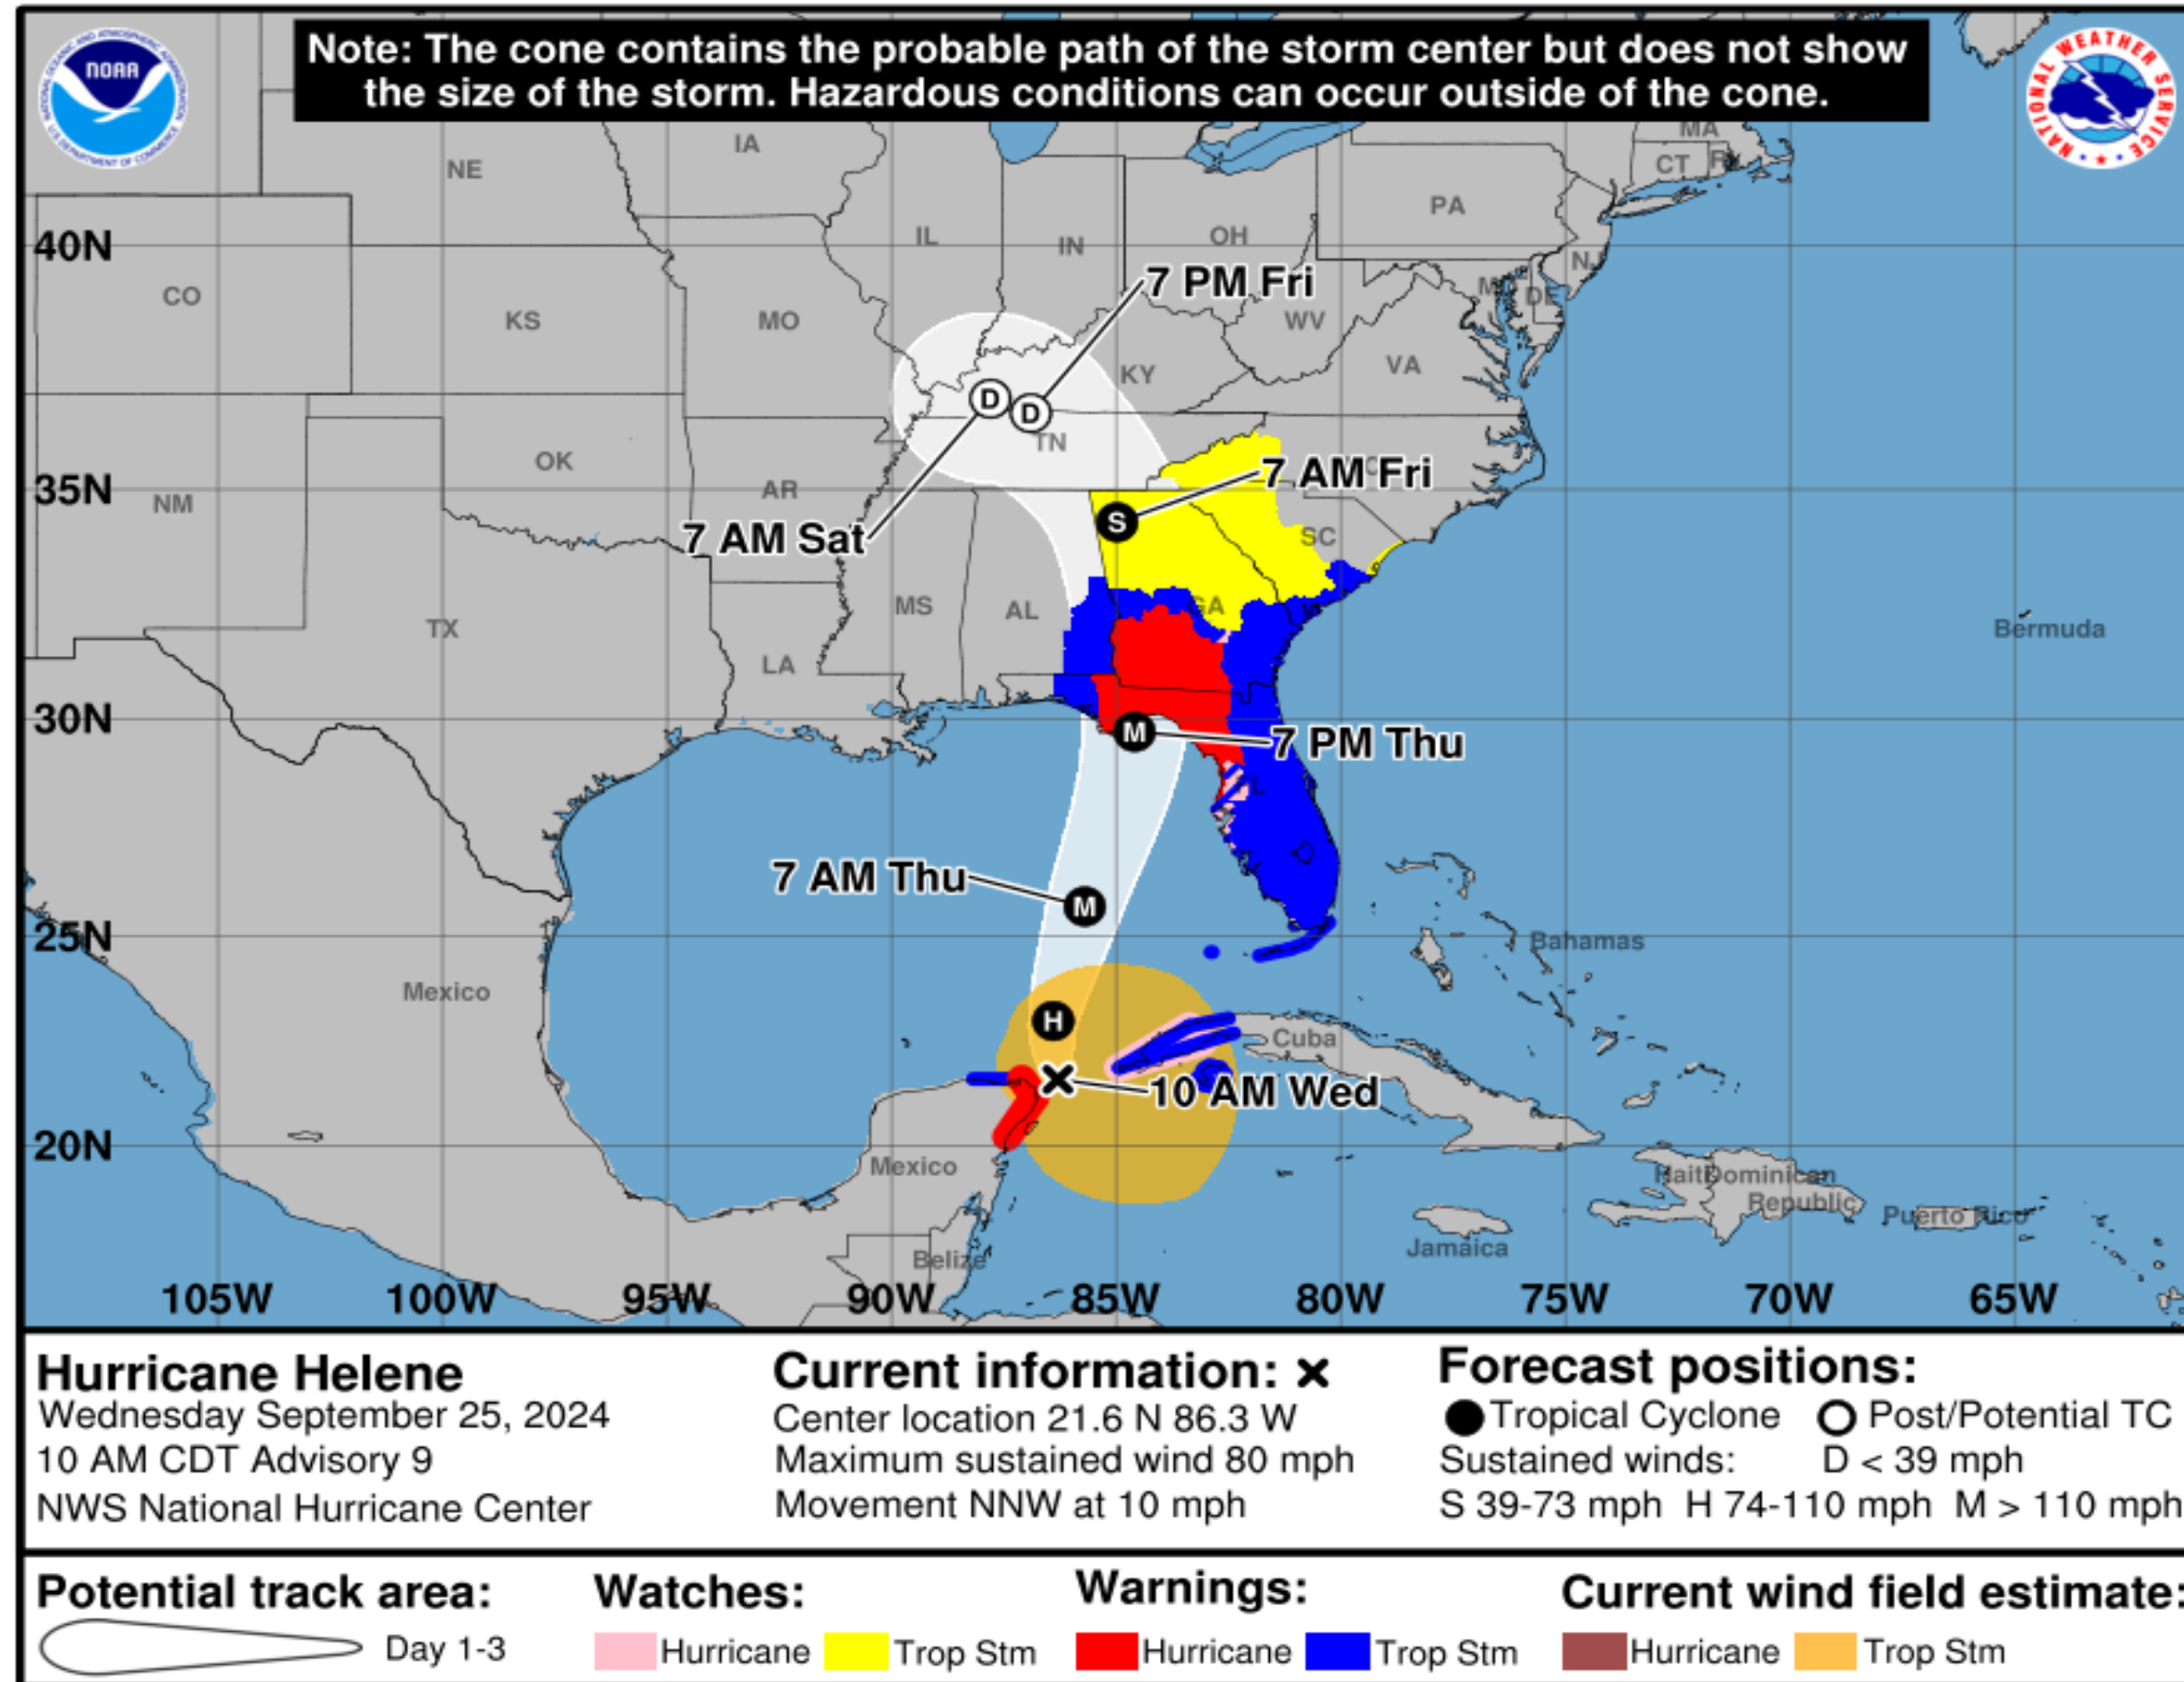 Note: The cone contains the probable path of the storm center but does not show
the size of the storm. Hazardous conditions can occur outside of the cone.
NOAA
NATIONAL OCEANIC AND ATMOSPHERIC ADMINISTRATION
U.S. DEPARTMENT OF COMMERCE
NATIONAL WEATHER SERVICE
MA
CT
NE
IA
PA
40N
IL
IN
OH
NJ
7 PM Fri
CO
KS
MO
WV
DE
KY
VA
D
D
TN
35N
NM
OK
AR
7 AM Fri
S
7 AM Sat
SC
MS
AL
GA
TX
LA
Bermuda
30N
M
7 PM Thu
7 AM Thu
M
25N
Bahamas
Mexico
H
Cuba
10 AM Wed
20N
Mexico
Haiti
Dominican
Republic
Puerto Rico
Jamaica
Belize
105W 100W 95W 90W 85W 80W 75W 70W 65W
Hurricane Helene
Wednesday September 25, 2024
10 AM CDT Advisory 9
NWS National Hurricane Center
Current information: ×
Center location 21.6 N 86.3 W
Maximum sustained wind 80 mph
Movement NNW at 10 mph
Forecast positions:
Tropical Cyclone Post/Potential TC
Sustained winds: D < 39 mph
S 39-73 mph H 74-110 mph M > 110 mph
Potential track area:
Day 1-3
Watches:
Hurricane Trop Stm
Warnings:
Hurricane Trop Stm
Current wind field estimate:
Hurricane Trop Stm